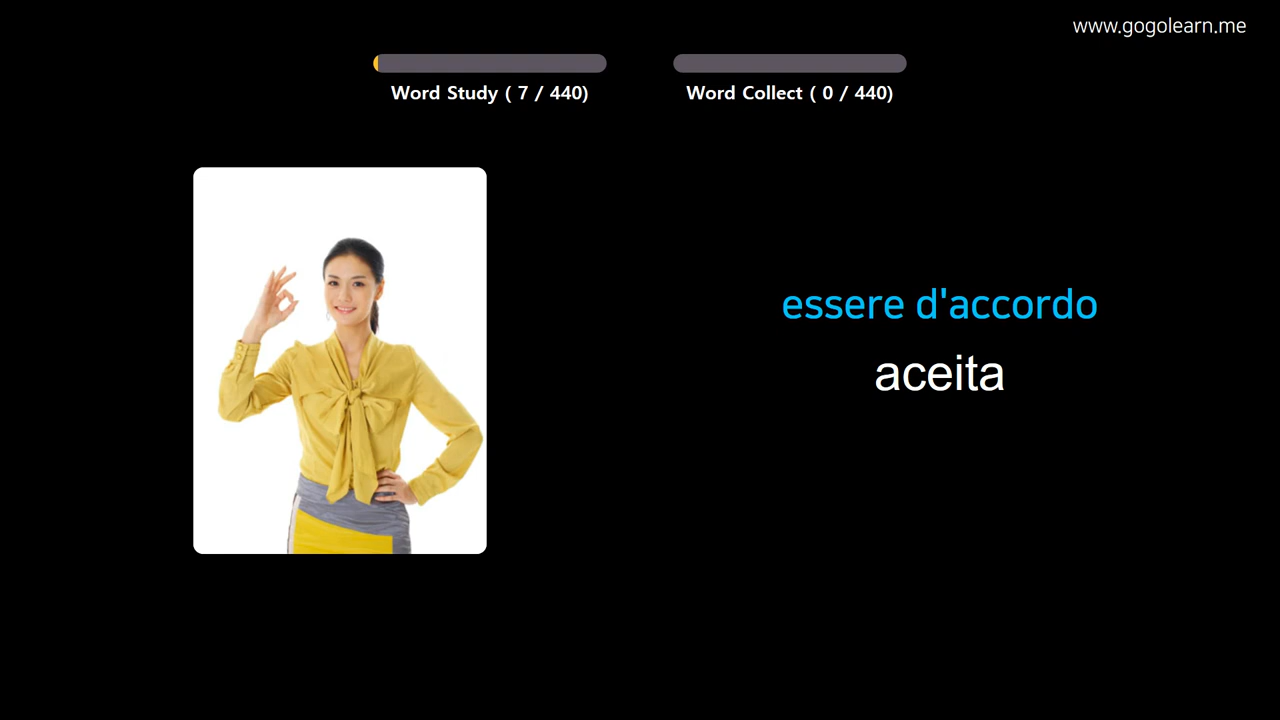 www.gogolearn.me
Word Study ( 7 / 440)
Word Collect ( 0 / 440)
essere d'accordo
aceita